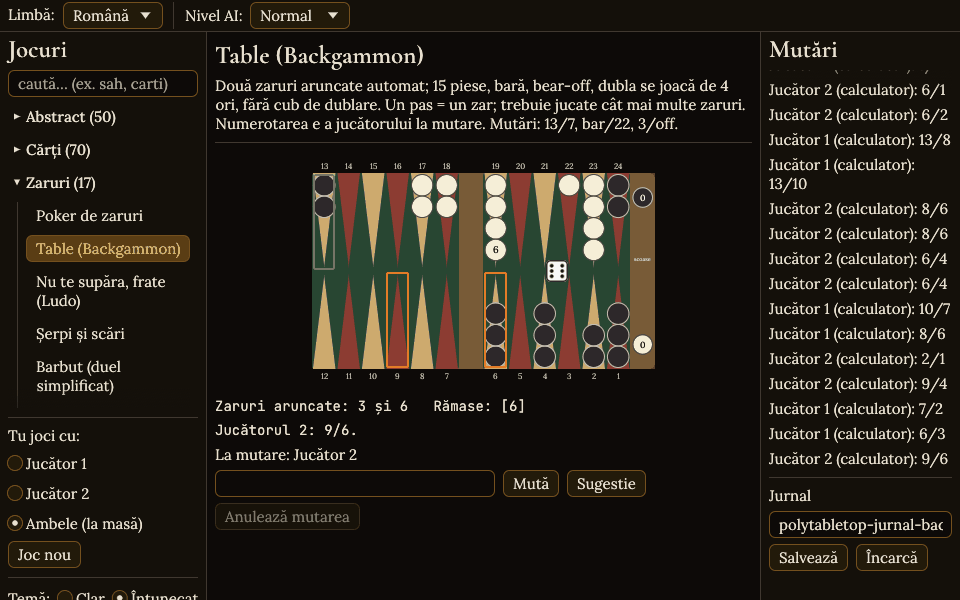 Limbă:
Română
Nivel AI:
Normal
Jocuri
caută... (ex. sah, carti)
Abstract (50)
Cărți (70)
Zaruri (17)
Poker de zaruri
Table (Backgammon)
Nu te supăra, frate
(Ludo)
Șerpi și scări
Barbut (duel
simplificat)
Tu joci cu:
Jucător 1
Jucător 2
Ambele (la masă)
Joc nou
Temă: Clar Întunecat
Table (Backgammon)
Două zaruri aruncate automat; 15 piese, bară, bear-off, dubla se joacă de 4
ori, fără cub de dublare. Un pas = un zar; trebuie jucate cât mai multe zaruri.
Numerotarea e a jucătorului la mutare. Mutări: 13/7, bar/22, 3/off.
13 14 15 16 17 18 19 20 21 22 23 24
0
6
scoase
0
12 11 10 9 8 7 6 5 4 3 2 1
Zaruri aruncate: 3 și 6 Rămase: [6]
Jucătorul 2: 9/6.
La mutare: Jucător 2
Mută
Sugestie
Anulează mutarea
Mutări
Jucător 2 (calculator): 6/1
Jucător 2 (calculator): 6/2
Jucător 1 (calculator): 13/8
Jucător 1 (calculator):
13/10
Jucător 2 (calculator): 8/6
Jucător 2 (calculator): 8/6
Jucător 2 (calculator): 6/4
Jucător 2 (calculator): 6/4
Jucător 1 (calculator): 10/7
Jucător 1 (calculator): 8/6
Jucător 2 (calculator): 2/1
Jucător 2 (calculator): 9/4
Jucător 1 (calculator): 7/2
Jucător 1 (calculator): 6/3
Jucător 2 (calculator): 9/6
Jurnal
polytabletop-jurnal-bac
Salvează
Încarcă